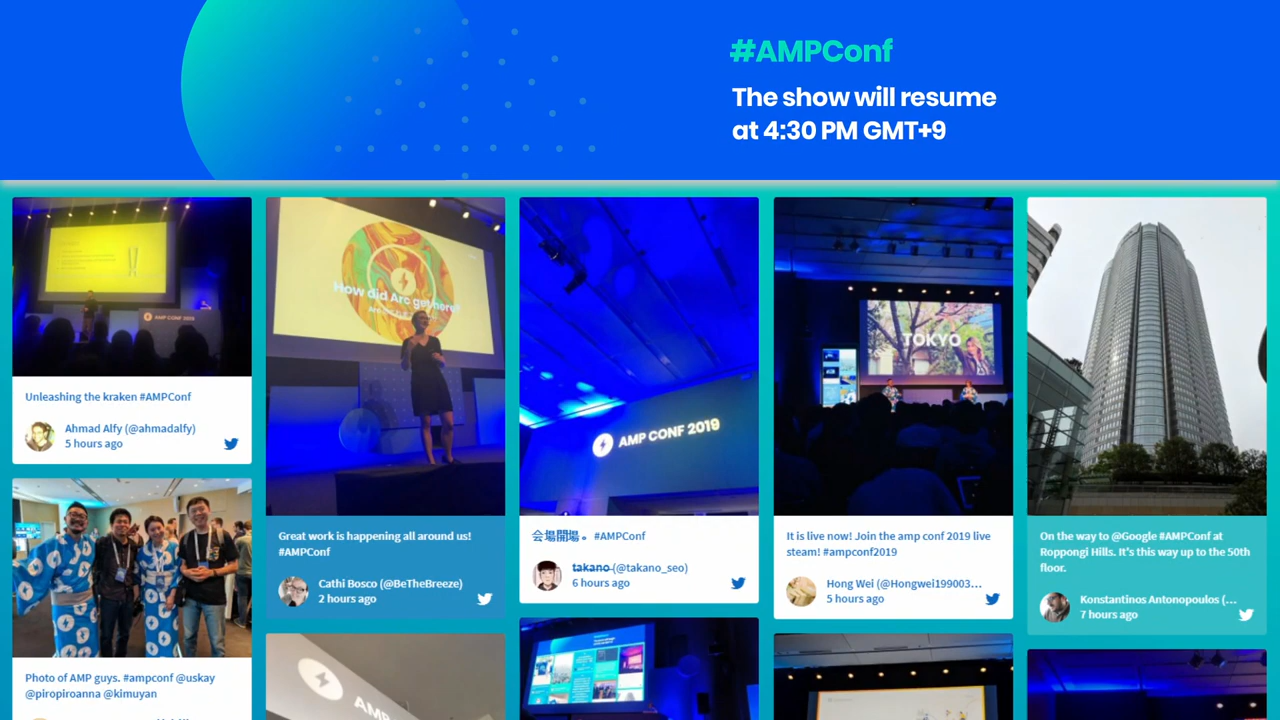 #AMPConf
The show will resume
at 4:30 PM GMT+9
AMP CONF 2019
Unleashing the kraken #AMPConf
Ahmad Alfy (@ahmadalfy)
5 hours ago
Photo of AMP guys. #ampconf @uskay
@piropiroanna @kimuyan
How did Arc get here?
Great work is happening all around us!
#AMPConf
Cathi Bosco (@BeTheBreeze)
2 hours ago
AMP
AMP CONF 2019
会場開場。 #AMPConf
takano (@takano_seo)
6 hours ago
TOKYO
It is live now! Join the amp conf 2019 live
steam! #ampconf2019
Hong Wei (@Hongwei199003...
5 hours ago
On the way to @Google #AMPConf at
Roppongi Hills. It's this way up to the 50th
floor.
Konstantinos Antonopoulos (...
7 hours ago